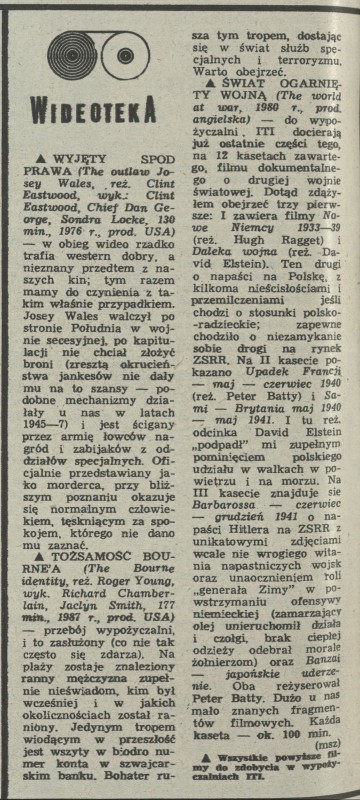 WIDEOTEKA
▲ WYJĘTY SPOD
PRAWA (The outlaw Jo-
sey Wales, reż. Clint
Eastwood, wyk.: Clint
Eastwood, Chief Dan Ge-
orge, Sondra Locke, 130
min., 1976 r., prod. USA)
— w obieg wideo rzadko
trafia western dobry, a
nieznany przedtem z na-
szych kin; tym razem
mamy do czynienia z ta-
kim właśnie przypadkiem.
Josey Wales walczył po
stronie Południa w woj-
nie secesyjnej, po kapitu-
lacji nie chciał złożyć
broni (zresztą okrucień-
stwa jankesów nie dały
mu na to szansy — po-
dobne mechanizmy dzia-
łały u nas w latach
1945—7) i jest ścigany
przez armię łowców na-
gród i zabijaków z od-
działów specjalnych. Ofi-
cjalnie przedstawiany ja-
ko morderca, przy bliż-
szym poznaniu okazuje
się normalnym człowie-
kiem, tęskniącym za spo-
kojem, którego nie dano
mu zaznać.
▲ TOŻSAMOŚĆ BOU-
RNE'A (The Bourne
identity, reż. Roger Young,
wyk. Richard Chamber-
lain, Jaclyn Smith, 177
min., 1987 r., prod. USA)
— przebój wypożyczalni,
i to zasłużony (co nie tak
często się zdarza). Na
plaży zostaje znaleziony
ranny mężczyzna zupeł-
nie nieświadom, kim był
wcześniej i w jakich
okolicznościach został ra-
niony. Jedynym tropem
wiodącym w przeszłość
jest wszyty w biodro nu-
mer konta w szwajcar-
skim banku. Bohater ru-
sza tym tropem, dostając
się w świat służb spe-
cjalnych i terroryzmu.
Warto obejrzeć.
▲ ŚWIAT OGARNIĘ-
TY WOJNĄ (The world
at war, 1980 r., prod.
angielska) — do wypo-
życzalni ITI docierają
już ostatnie części tego,
na 12 kasetach zawarte-
go, filmu dokumentalne-
go o drugiej wojnie
światowej. Dotąd zdąży-
łem obejrzeć trzy pierw-
sze: I zawiera filmy No-
we Niemcy 1933—39
(reż. Hugh Ragget) i
Daleka wojna (reż. Da-
vid Elstein). Ten drugi
o napaści na Polskę, z
kilkoma nieścisłościami i
przemilczeniami jeśli
chodzi o stosunki polsko-
-radzieckie; zapewne
chodziło o niezamykanie
sobie drogi na rynek
ZSRR. Na II kasecie po-
kazano Upadek Francji
— maj — czerwiec 1940
(reż. Peter Batty) i Sa-
mi — Brytania maj 1940
— maj 1941. I tu reż.
odcinka David Elstein
„podpadł” mi zupełnym
pominięciem polskiego
udziału w walkach w po-
wietrzu i na morzu. Na
III kasecie znajduje się
Barbarossa — czerwiec
— grudzień 1941 o na-
paści Hitlera na ZSRR z
unikatowymi zdjęciami
wcale nie wrogiego wita-
nia napastniczych wojsk
oraz unaocznieniem roli
„generała Zimy” w po-
wstrzymaniu ofensywy
niemieckiej (zamarzający
olej unieruchomił działa
i czołgi, brak ciepłej
odzieży odebrał morale
żołnierzom) oraz Banzai
— japońskie uderze-
nie. Oba reżyserował
Peter Batty. Dużo u nas
mało znanych fragmen-
tów filmowych. Każda
kaseta — ok. 100 min.
(msz)
▲ Wszystkie powyższe fil-
my do zdobycia w wypoży-
czalniach ITI.